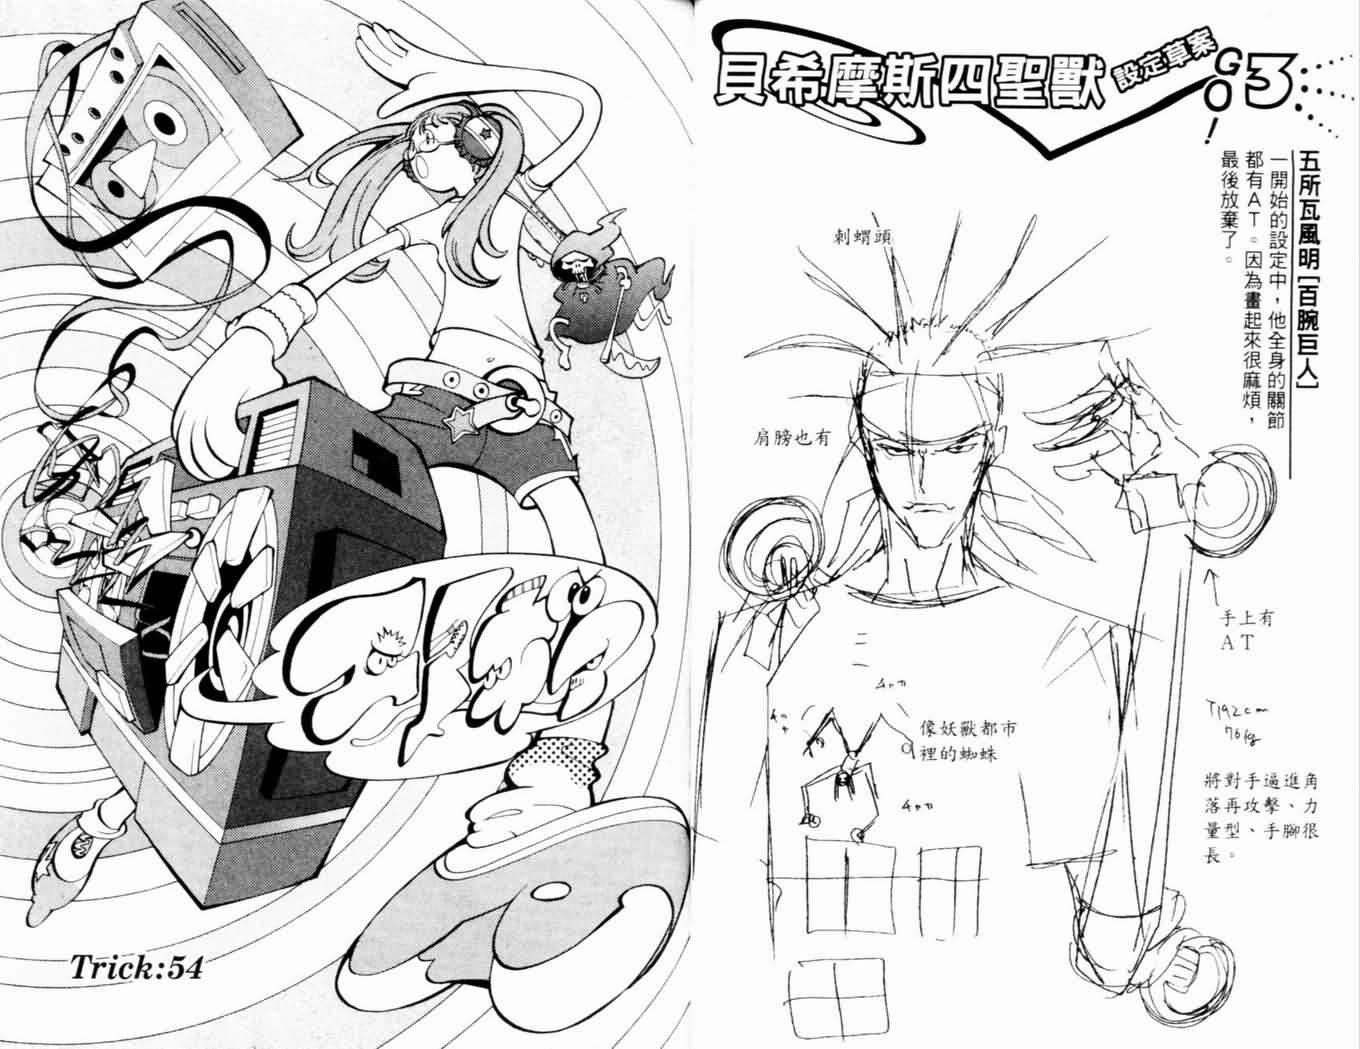 貝希摩斯四聖獸
設定草案
GO!
3
五所瓦風明[百腕巨人]
一開始的設定中，他全身的關節
都有AT。因為畫起來很麻煩，
最後放棄了。
刺蝟頭
肩膀也有
手上有
AT
T192cm
76kg
像妖獸都市
裡的蜘蛛
將對手逼進角
落再攻擊、力
量型、手腳很
長。
Trick:54